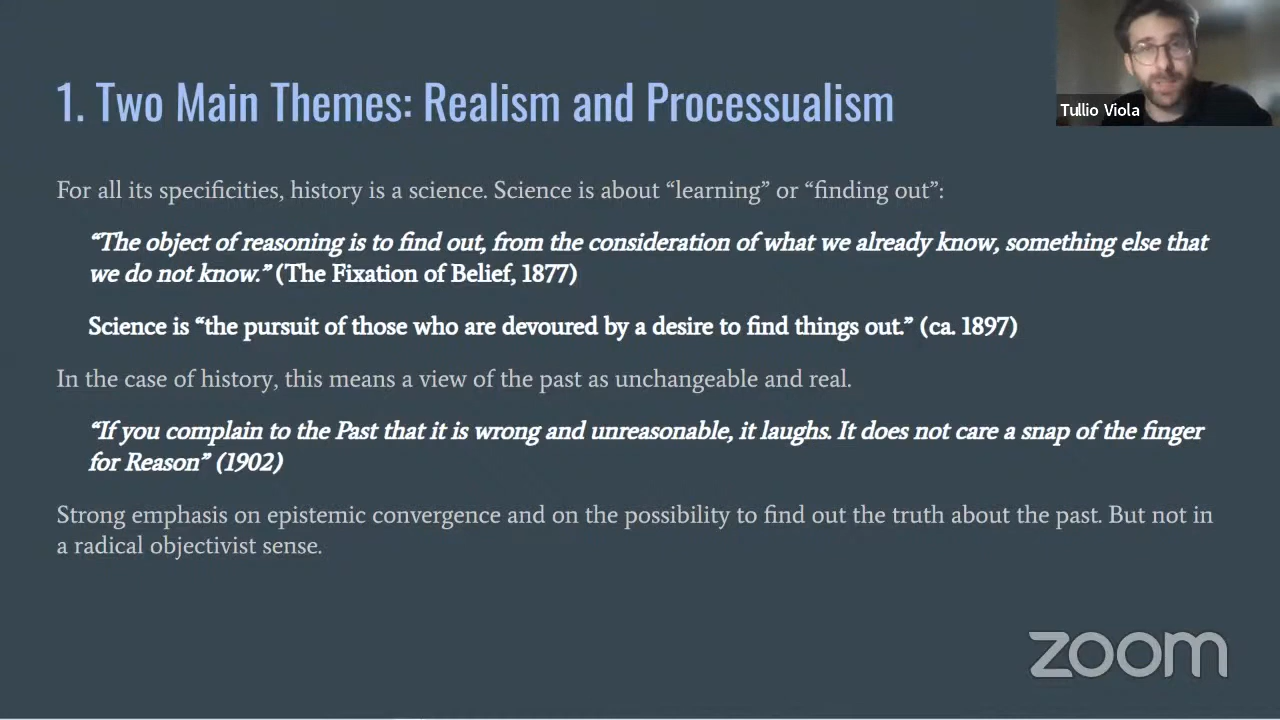 1. Two Main Themes: Realism and Processualism
Tullio Viola
For all its specificities, history is a science. Science is about “learning” or “finding out”:
“The object of reasoning is to find out, from the consideration of what we already know, something else that
we do not know.” (The Fixation of Belief, 1877)
Science is “the pursuit of those who are devoured by a desire to find things out.” (ca. 1897)
In the case of history, this means a view of the past as unchangeable and real.
“If you complain to the Past that it is wrong and unreasonable, it laughs. It does not care a snap of the finger
for Reason” (1902)
Strong emphasis on epistemic convergence and on the possibility to find out the truth about the past. But not in
a radical objectivist sense.
zoom